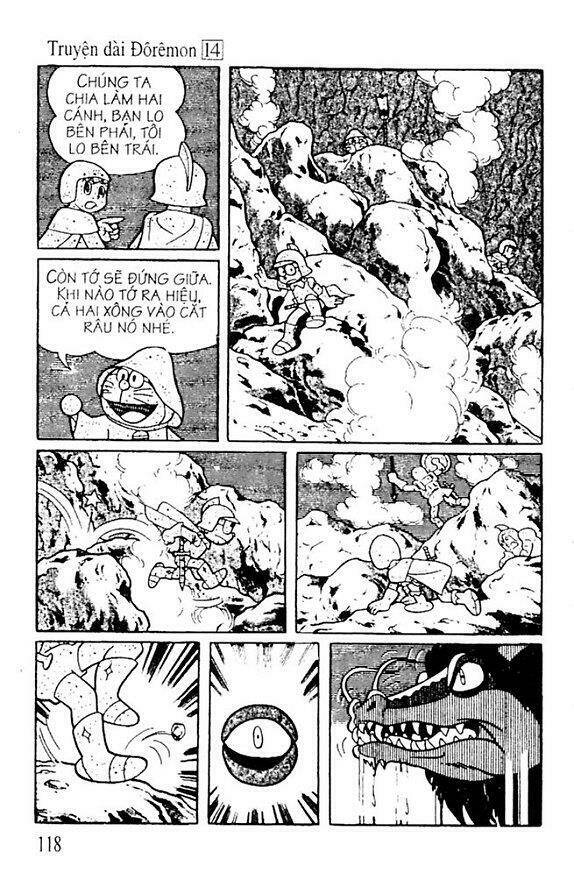 Truyện dài Đôrêmon 14
CHÚNG TA
CHIA LÀM HAI
CÁNH, BẠN LO
BÊN PHẢI, TÔI
LO BÊN TRÁI.
CÒN TỚ SẼ ĐỨNG GIỮA.
KHI NÀO TỚ RA HIỆU,
CẢ HAI XÔNG VÀO CẮT
RÂU NÓ NHÉ.
118